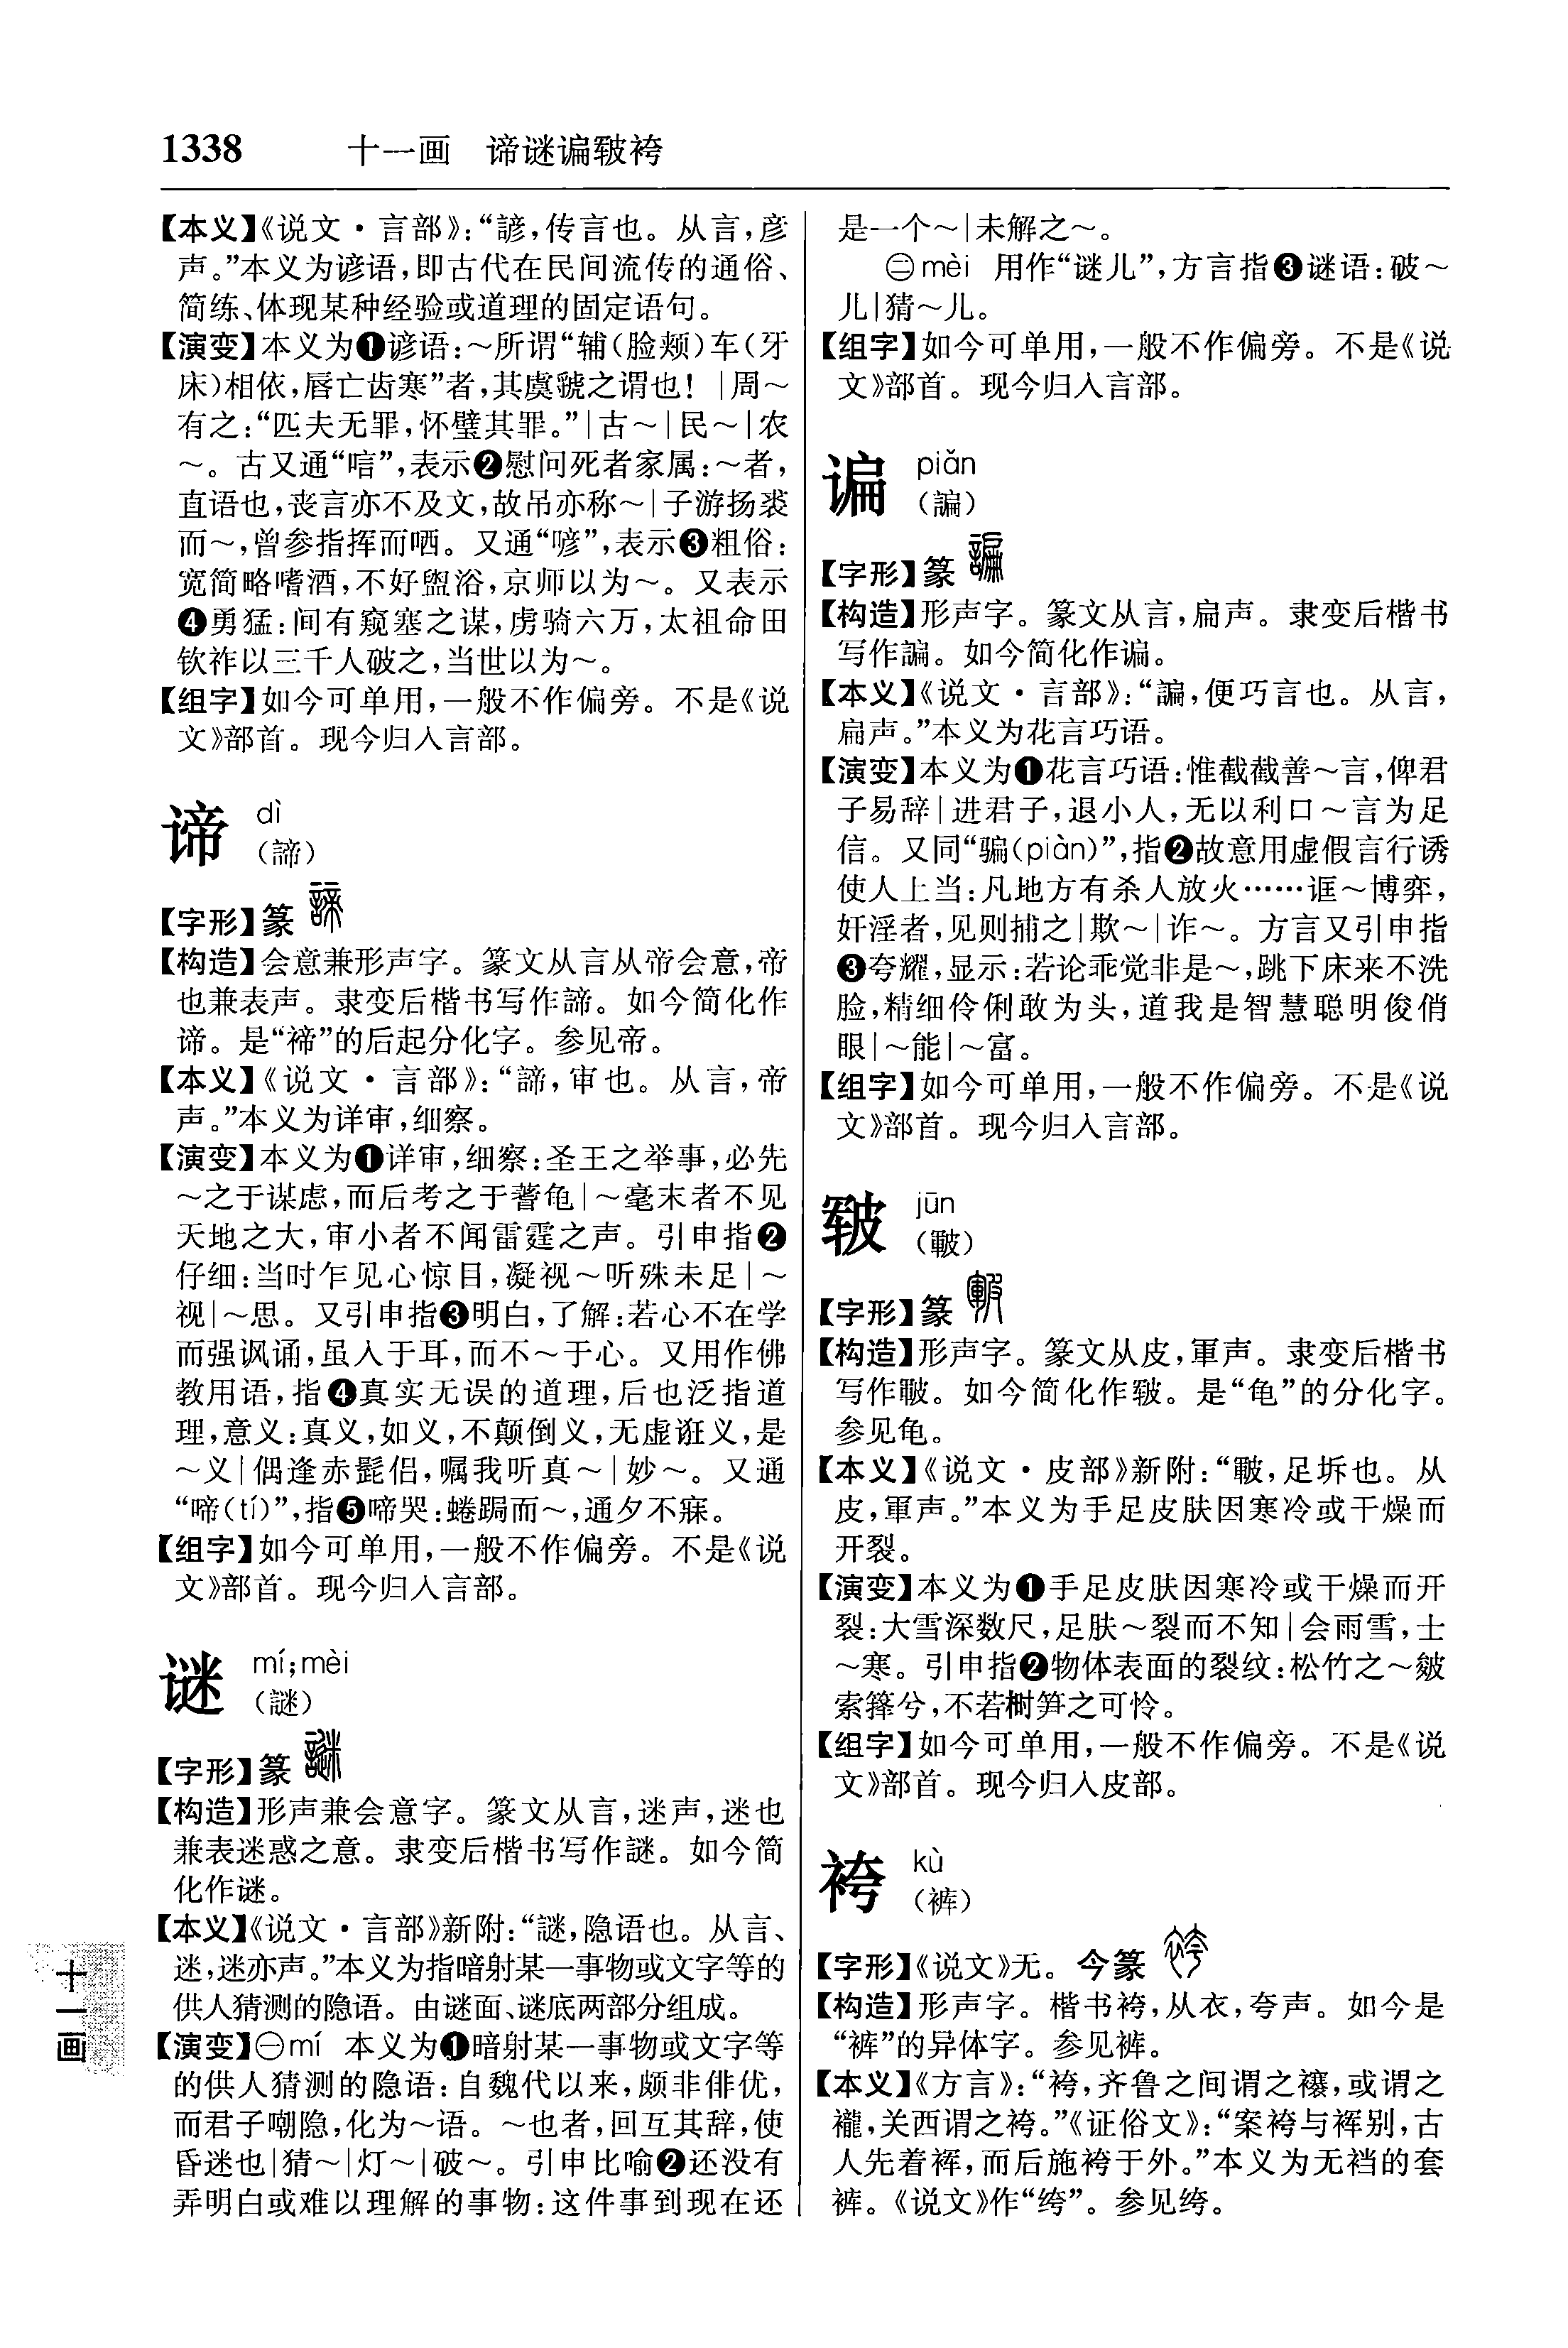 1338 十一画 谛谜谝皲袴
【本义】《说文·言部》：“諺，传言也。从言，彦
声。”本义为谚语，即古代在民间流传的通俗、
简练、体现某种经验或道理的固定语句。
【演变】本义为❶谚语：～所谓“辅（脸颊）车（牙
床）相依，唇亡齿寒”者，其虞虢之谓也！｜周～
有之：“匹夫无罪，怀璧其罪。”｜古～｜民～｜农
～。古又通“唁”，表示❷慰问死者家属：～者，
直语也，丧言亦不及文，故吊亦称～｜子游扬裘
而～，曾参指挥而哂。又通“喭”，表示❸粗俗：
宽简略嗜酒，不好盥浴，京师以为～。又表示
❹勇猛：间有窥塞之谋，虏骑六万，太祖命田
钦祚以三千人破之，当世以为～。
【组字】如今可单用，一般不作偏旁。不是《说
文》部首。现今归入言部。
谛 dì
（諦）
【字形】篆
【构造】会意兼形声字。篆文从言从帝会意，帝
也兼表声。隶变后楷书写作諦。如今简化作
谛。是“禘”的后起分化字。参见帝。
【本义】《说文·言部》：“諦，审也。从言，帝
声。”本义为详审，细察。
【演变】本义为❶详审，细察：圣王之举事，必先
～之于谋虑，而后考之于蓍龟｜～毫末者不见
天地之大，审小者不闻雷霆之声。引申指❷
仔细：当时乍见心惊目，凝视～听殊未足｜～
视｜～思。又引申指❸明白，了解：若心不在学
而强讽诵，虽入于耳，而不～于心。又用作佛
教用语，指❹真实无误的道理，后也泛指道
理，意义：真义，如义，不颠倒义，无虚诳义，是
～义｜偶逢赤髭侣，嘱我听真～｜妙～。又通
“啼(tí)”，指❺啼哭：蜷跼而～，通夕不寐。
【组字】如今可单用，一般不作偏旁。不是《说
文》部首。现今归入言部。
谜 mí；mèi
（謎）
【字形】篆
【构造】形声兼会意字。篆文从言，迷声，迷也
兼表迷惑之意。隶变后楷书写作謎。如今简
化作谜。
【本义】《说文·言部》新附：“謎，隐语也。从言、
迷，迷亦声。”本义为指暗射某一事物或文字等的
供人猜测的隐语。由谜面、谜底两部分组成。
【演变】㊀mí 本义为❶暗射某一事物或文字等
的供人猜测的隐语：自魏代以来，颇非俳优，
而君子嘲隐，化为～语。～也者，回互其辞，使
昏迷也｜猜～｜灯～｜破～。引申比喻❷还没有
弄明白或难以理解的事物：这件事到现在还
是一个～｜未解之～。
㊁mèi 用作“谜儿”，方言指❸谜语：破～
儿｜猜～儿。
【组字】如今可单用，一般不作偏旁。不是《说
文》部首。现今归入言部。
谝 piǎn
（諞）
【字形】篆
【构造】形声字。篆文从言，扁声。隶变后楷书
写作諞。如今简化作谝。
【本义】《说文·言部》：“諞，便巧言也。从言，
扁声。”本义为花言巧语。
【演变】本义为❶花言巧语：惟截截善～言，俾君
子易辞｜进君子，退小人，无以利口～言为足
信。又同“骗(piàn)”，指❷故意用虚假言行诱
使人上当：凡地方有杀人放火……诓～博弈，
奸淫者，见则捕之｜欺～｜诈～。方言又引申指
❸夸耀，显示：若论乖觉非是～，跳下床来不洗
脸，精细伶俐敢为头，道我是智慧聪明俊俏
眼｜～能｜～富。
【组字】如今可单用，一般不作偏旁。不是《说
文》部首。现今归入言部。
皲 jūn
（皸）
【字形】篆
【构造】形声字。篆文从皮，軍声。隶变后楷书
写作皸。如今简化作皲。是“龟”的分化字。
参见龟。
【本义】《说文·皮部》新附：“皸，足坼也。从
皮，軍声。”本义为手足皮肤因寒冷或干燥而
开裂。
【演变】本义为❶手足皮肤因寒冷或干燥而开
裂：大雪深数尺，足肤～裂而不知｜会雨雪，士
～寒。引申指❷物体表面的裂纹：松竹之～皴
索箨兮，不若树笋之可怜。
【组字】如今可单用，一般不作偏旁。不是《说
文》部首。现今归入皮部。
袴 kù
（裤）
【字形】《说文》无。今篆
【构造】形声字。楷书袴，从衣，夸声。如今是
“裤”的异体字。参见裤。
【本义】《方言》：“袴，齐鲁之间谓之𧞬，或谓之
襱，关西谓之袴。”《证俗文》：“案袴与裈别，古
人先着裈，而后施袴于外。”本义为无裆的套
裤。《说文》作“绔”。参见绔。
十一画